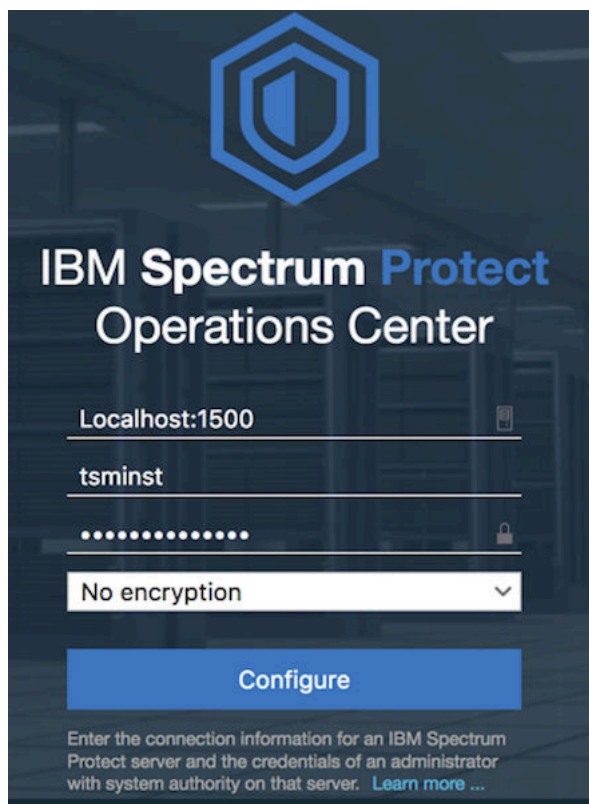 IBM Spectrum Protect
Operations Center
Localhost:1500
tsminst
••••••••••••••
No encryption
Configure
Enter the connection information for an IBM Spectrum
Protect server and the credentials of an administrator
with system authority on that server. Learn more ...